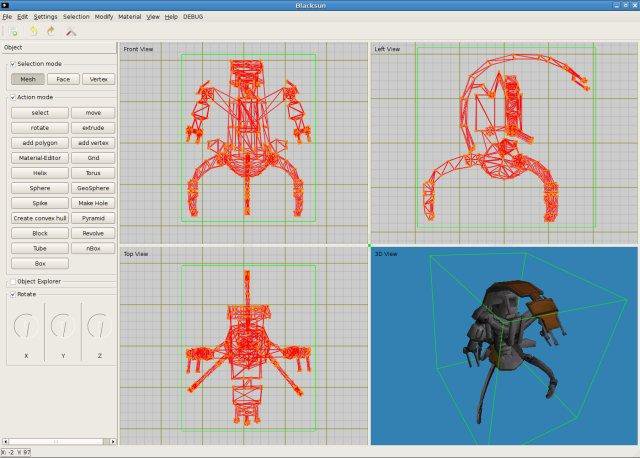 Blacksun
File Edit Settings Selection Modify Material View Help DEBUG
Object
Selection mode
Mesh Face Vertex
Action mode
select move
rotate extrude
add polygon add vertex
Material-Editor Grid
Helix Torus
Sphere GeoSphere
Spike Make Hole
Create convex hull Pyramid
Block Revolve
Tube nBox
Box
Object Explorer
Rotate
X Y Z
Front View
Left View
Top View
3D View
X: -2 Y: 97